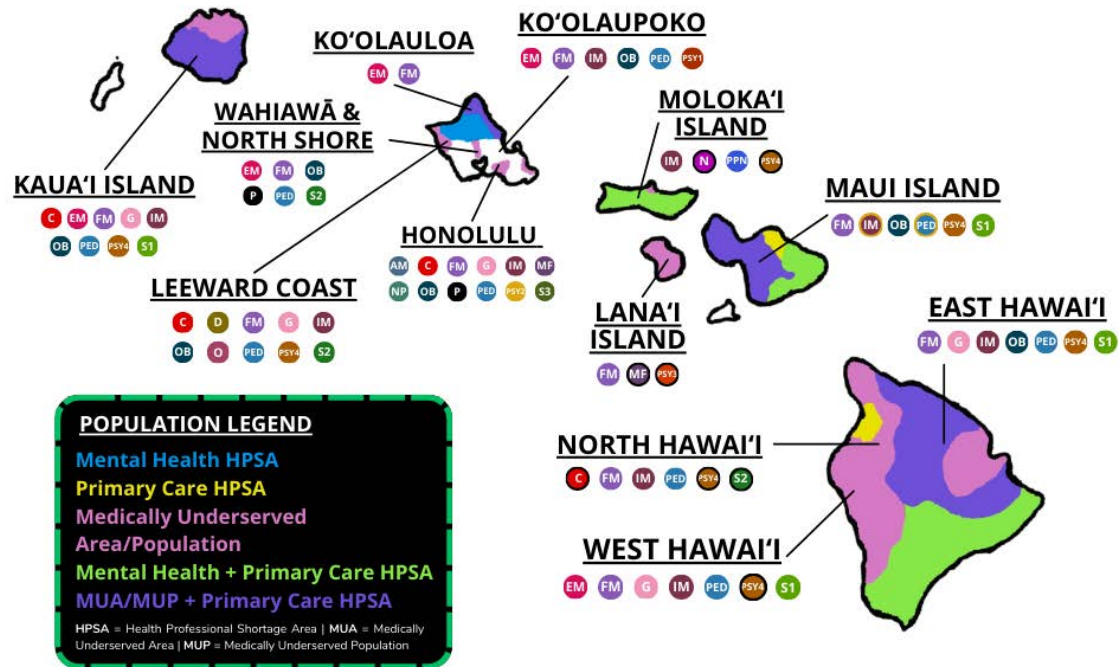 KO‘OLAULOA
EM FM
KO‘OLAUPOKO
EM FM IM OB PED PSY1
WAHIAWĀ &
NORTH SHORE
EM FM OB
P PED S2
MOLOKA‘I
ISLAND
IM N PPN PSY4
KAUA‘I ISLAND
C EM FM G IM
OB PED PSY4 S1
MAUI ISLAND
FM IM OB PED PSY4 S1
HONOLULU
AM C FM G IM MF
NP OB P PED PSY2 S3
LEEWARD COAST
C D FM G IM
OB O PED PSY4 S2
LANA‘I
ISLAND
FM MF PSY3
EAST HAWAI‘I
FM G IM OB PED PSY4 S1
NORTH HAWAI‘I
C FM IM PED PSY4 S2
WEST HAWAI‘I
EM FM G IM PED PSY4 S1
POPULATION LEGEND
Mental Health HPSA
Primary Care HPSA
Medically Underserved
Area/Population
Mental Health + Primary Care HPSA
MUA/MUP + Primary Care HPSA
HPSA = Health Professional Shortage Area | MUA = Medically
Underserved Area | MUP = Medically Underserved Population